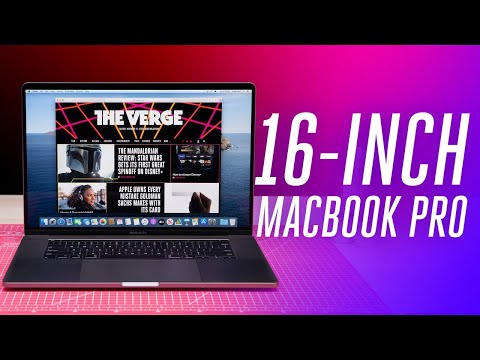 THE VERGE
THE MANDALORIAN
REVIEW: STAR WARS
GETS ITS FIRST GREAT
SPINOFF ON DISNEY+
APPLE OWNS EVERY
MISTAKE GOLDMAN
SACHS MAKES WITH
ITS CARD
16-INCH
MACBOOK PRO